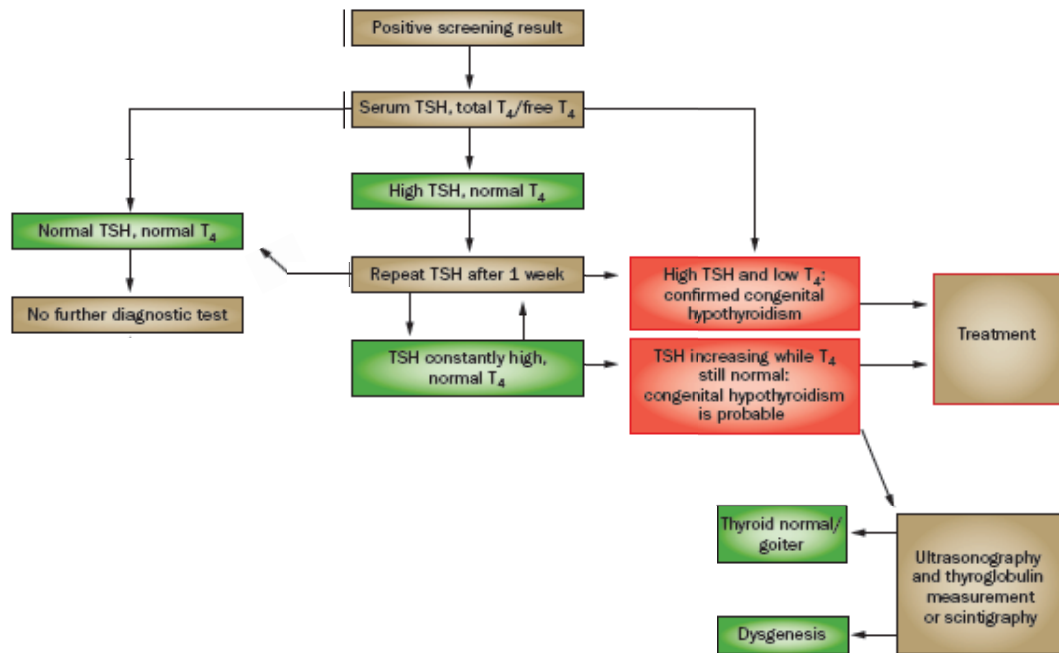 Positive screening result
Serum TSH, total T₄/free T₄
High TSH, normal T₄
Normal TSH, normal T₄
Repeat TSH after 1 week
No further diagnostic test
TSH constantly high,
normal T₄
High TSH and low T₄:
confirmed congenital
hypothyroidism
TSH increasing while T₄
still normal:
congenital hypothyroidism
is probable
Treatment
Thyroid normal/
goiter
Ultrasonography
and thyroglobulin
measurement
or scintigraphy
Dysgenesis